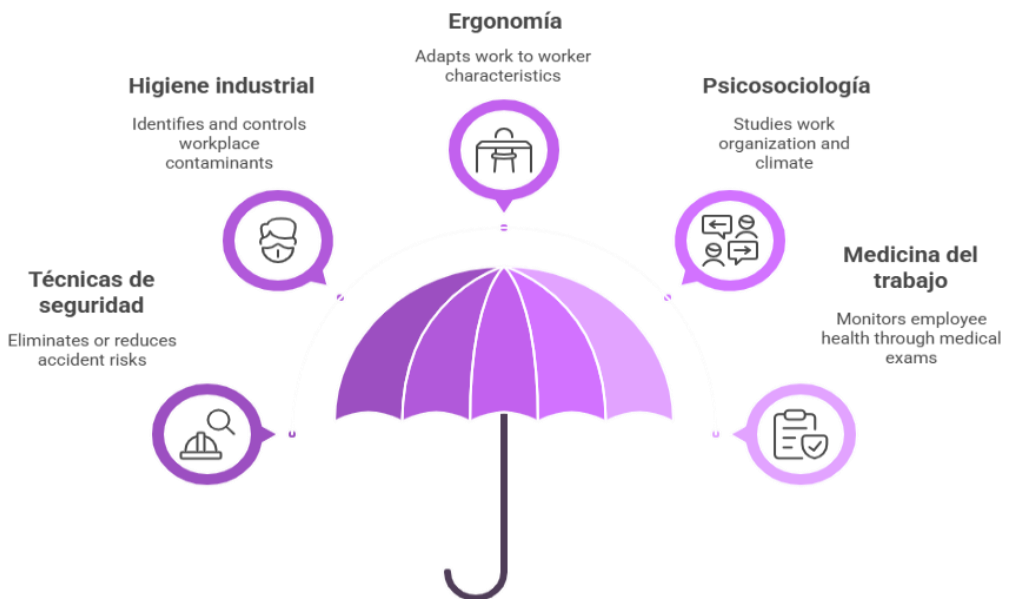 Ergonomía
Adapts work to worker
characteristics
Higiene industrial
Identifies and controls
workplace
contaminants
Psicosociología
Studies work
organization and
climate
Técnicas de
seguridad
Eliminates or reduces
accident risks
Medicina del
trabajo
Monitors employee
health through medical
exams